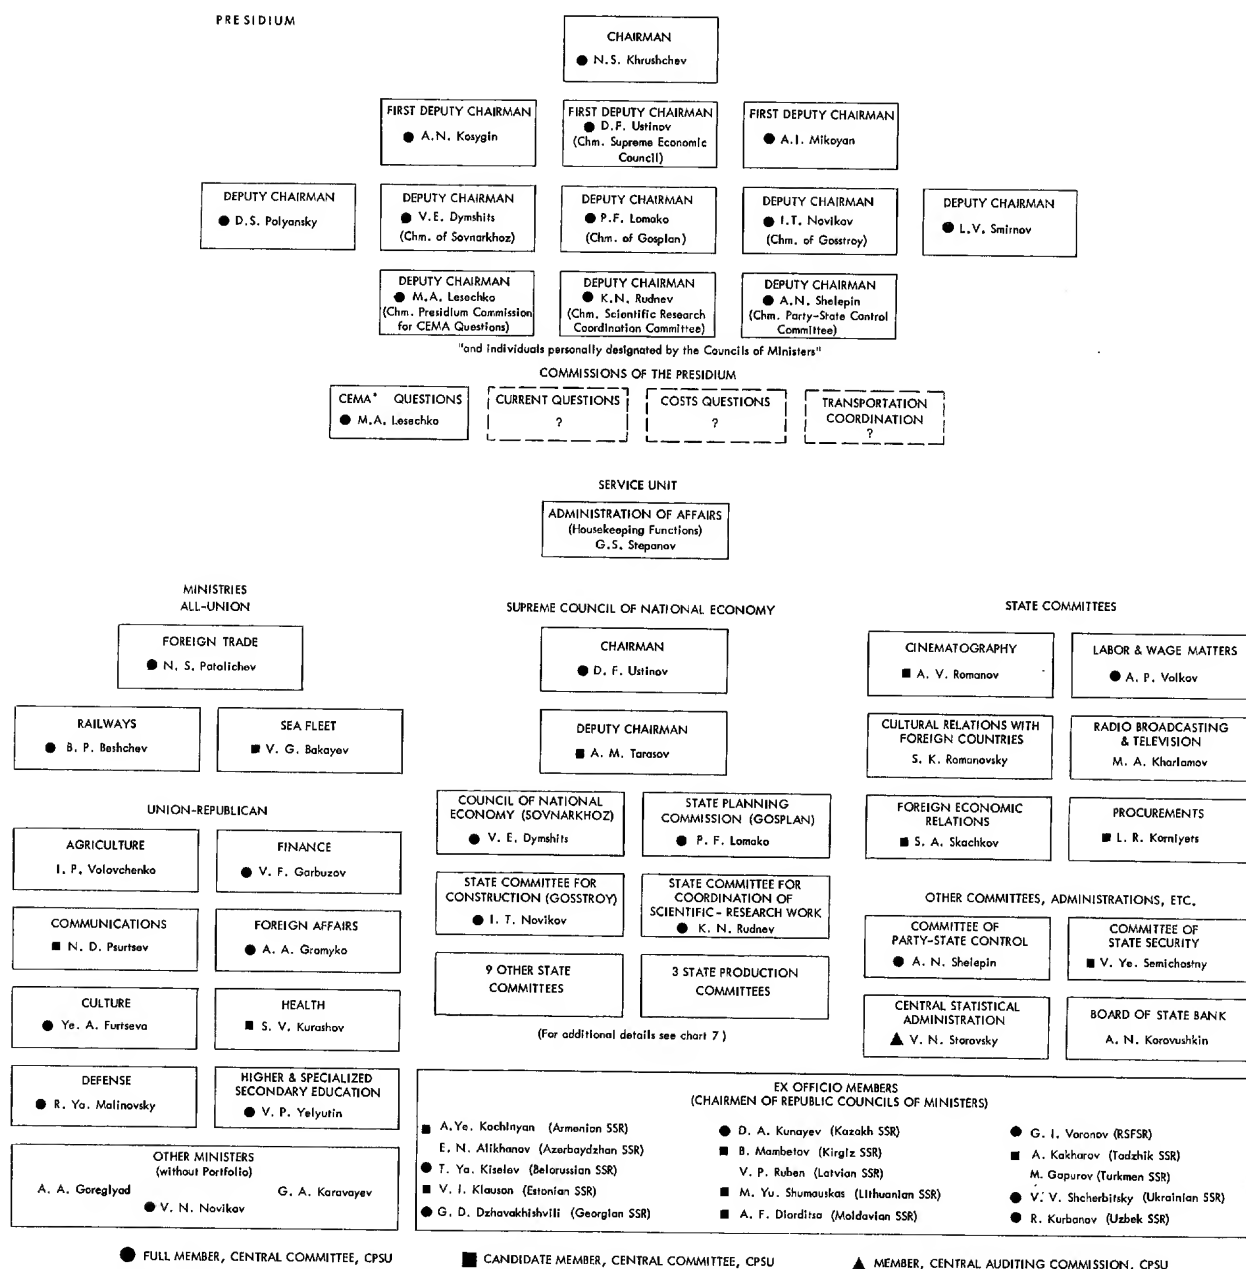 PRESIDIUM
CHAIRMAN
● N.S. Khrushchev
FIRST DEPUTY CHAIRMAN
● A.N. Kosygin
FIRST DEPUTY CHAIRMAN
● D.F. Ustinov
(Chm. Supreme Economic
Council)
FIRST DEPUTY CHAIRMAN
● A.I. Mikoyan
DEPUTY CHAIRMAN
● D.S. Polyansky
DEPUTY CHAIRMAN
● V.E. Dymshits
(Chm. of Sovnarkhoz)
DEPUTY CHAIRMAN
● P.F. Lomako
(Chm. of Gosplan)
DEPUTY CHAIRMAN
● I.T. Novikov
(Chm. of Gosstroy)
DEPUTY CHAIRMAN
● L.V. Smirnov
DEPUTY CHAIRMAN
● M.A. Lesechko
(Chm. Presidium Commission
for CEMA Questions)
DEPUTY CHAIRMAN
● K.N. Rudnev
(Chm. Scientific Research
Coordination Committee)
DEPUTY CHAIRMAN
● A.N. Shelepin
(Chm. Party-State Control
Committee)
"and individuals personally designated by the Councils of Ministers"
COMMISSIONS OF THE PRESIDIUM
CEMA* QUESTIONS
● M.A. Lesechko
CURRENT QUESTIONS
?
COSTS QUESTIONS
?
TRANSPORTATION
COORDINATION
?
SERVICE UNIT
ADMINISTRATION OF AFFAIRS
(Housekeeping Functions)
G.S. Stepanov
MINISTRIES
ALL-UNION
FOREIGN TRADE
● N. S. Patolichev
RAILWAYS
● B. P. Beshchev
SEA FLEET
■ V. G. Bakayev
UNION-REPUBLICAN
AGRICULTURE
I. P. Volovchenko
FINANCE
● V. F. Garbuzov
COMMUNICATIONS
■ N. D. Psurtsev
FOREIGN AFFAIRS
● A. A. Gromyko
CULTURE
● Ye. A. Furtseva
HEALTH
■ S. V. Kurashov
DEFENSE
● R. Ya. Malinovsky
HIGHER & SPECIALIZED
SECONDARY EDUCATION
● V. P. Yelyutin
OTHER MINISTERS
(without Portfolio)
A. A. Goreglyad
G. A. Karavayev
● V. N. Novikov
SUPREME COUNCIL OF NATIONAL ECONOMY
CHAIRMAN
● D. F. Ustinov
DEPUTY CHAIRMAN
■ A. M. Tarasov
COUNCIL OF NATIONAL
ECONOMY (SOVNARKHOZ)
● V. E. Dymshits
STATE PLANNING
COMMISSION (GOSPLAN)
● P. F. Lomako
STATE COMMITTEE FOR
CONSTRUCTION (GOSSTROY)
● I. T. Novikov
STATE COMMITTEE FOR
COORDINATION OF
SCIENTIFIC - RESEARCH WORK
● K. N. Rudnev
9 OTHER STATE
COMMITTEES
3 STATE PRODUCTION
COMMITTEES
(For additional details see chart 7)
STATE COMMITTEES
CINEMATOGRAPHY
■ A. V. Romanov
LABOR & WAGE MATTERS
● A. P. Volkov
CULTURAL RELATIONS WITH
FOREIGN COUNTRIES
S. K. Romanovsky
RADIO BROADCASTING
& TELEVISION
M. A. Kharlamov
FOREIGN ECONOMIC
RELATIONS
■ S. A. Skachkov
PROCUREMENTS
■ L. R. Korniyets
OTHER COMMITTEES, ADMINISTRATIONS, ETC.
COMMITTEE OF
PARTY-STATE CONTROL
● A. N. Shelepin
COMMITTEE OF
STATE SECURITY
■ V. Ye. Semichostny
CENTRAL STATISTICAL
ADMINISTRATION
▲ V. N. Starovsky
BOARD OF STATE BANK
A. N. Korovushkin
EX OFFICIO MEMBERS
(CHAIRMEN OF REPUBLIC COUNCILS OF MINISTERS)
■ A.Ye. Kochinyan (Armenian SSR)
E. N. Alikhanov (Azerbaydzhan SSR)
● T. Ya. Kiselov (Belorussian SSR)
■ V. I. Klauson (Estonian SSR)
● G. D. Dzhavakhishvili (Georgian SSR)
● D. A. Kunayev (Kazakh SSR)
■ B. Mambetov (Kirgiz SSR)
V. P. Ruben (Latvian SSR)
■ M. Yu. Shumauskas (Lithuanian SSR)
■ A. F. Diorditsa (Moldavian SSR)
● G. I. Voronov (RSFSR)
■ A. Kakharov (Tadzhik SSR)
M. Gapurov (Turkmen SSR)
● V. V. Shcherbitsky (Ukrainian SSR)
● R. Kurbanov (Uzbek SSR)
● FULL MEMBER, CENTRAL COMMITTEE, CPSU
■ CANDIDATE MEMBER, CENTRAL COMMITTEE, CPSU
▲ MEMBER, CENTRAL AUDITING COMMISSION, CPSU